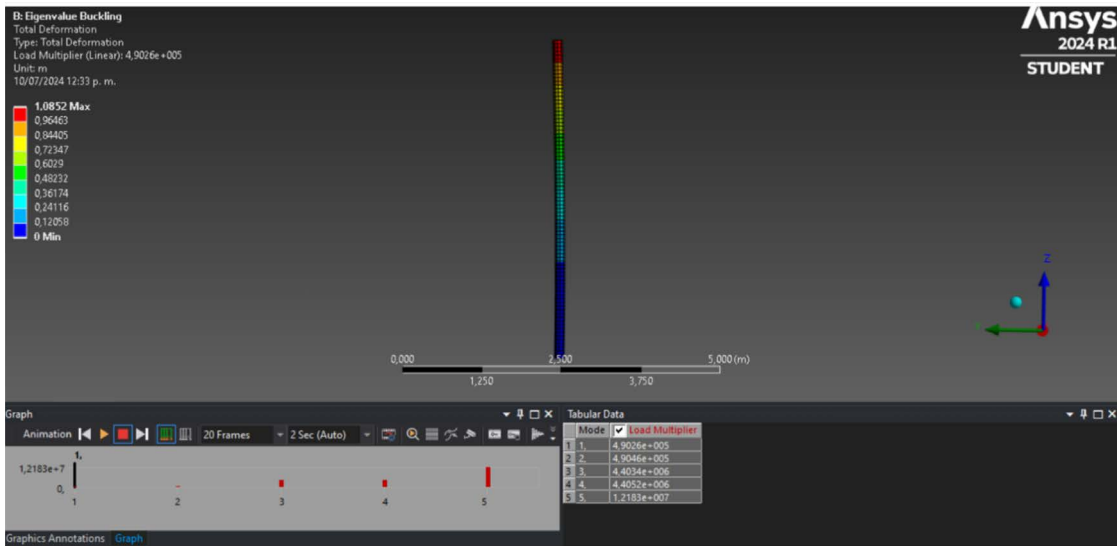 B: Eigenvalue Buckling
Total Deformation
Type: Total Deformation
Load Multiplier (Linear): 4,9026e+005
Unit: m
10/07/2024 12:33 p. m.
1,0852 Max
0,96463
0,84405
0,72347
0,6029
0,48232
0,36174
0,24116
0,12058
0 Min
Ansys
2024 R1
STUDENT
Z
0,000 2,500 5,000 (m)
1,250 3,750
Graph
Animation 20 Frames 2 Sec (Auto)
1,
1,2183e+7
0,
1 2 3 4 5
Graphics Annotations Graph
Tabular Data
Mode Load Multiplier
1 1, 4,9026e+005
2 2, 4,9046e+005
3 3, 4,4034e+006
4 4, 4,4052e+006
5 5, 1,2183e+007